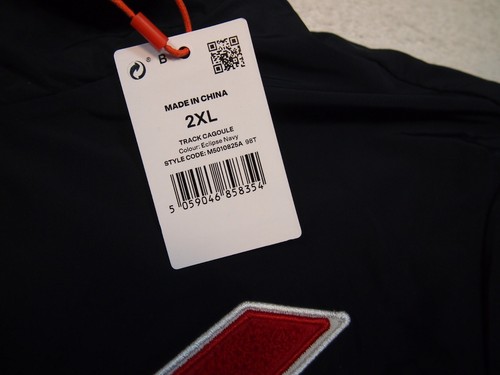 B
MADE IN CHINA
2XL
TRACK CAGOULE
Colour: Eclipse Navy
STYLE CODE: M5010825A 98T
5 059046 858354